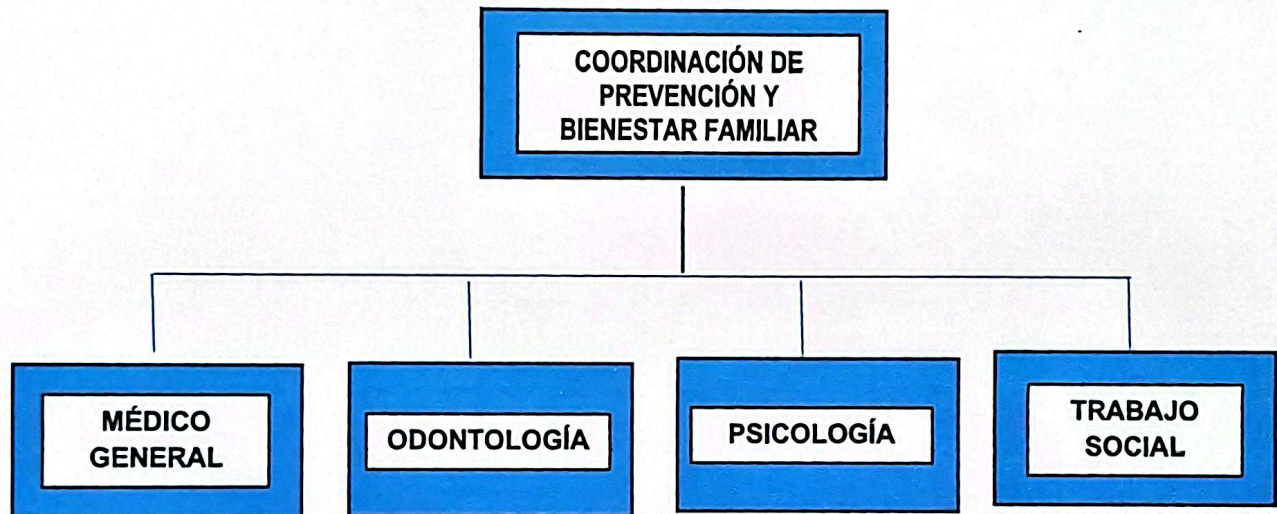 COORDINACIÓN DE
PREVENCIÓN Y
BIENESTAR FAMILIAR
MÉDICO
GENERAL
ODONTOLOGÍA
PSICOLOGÍA
TRABAJO
SOCIAL